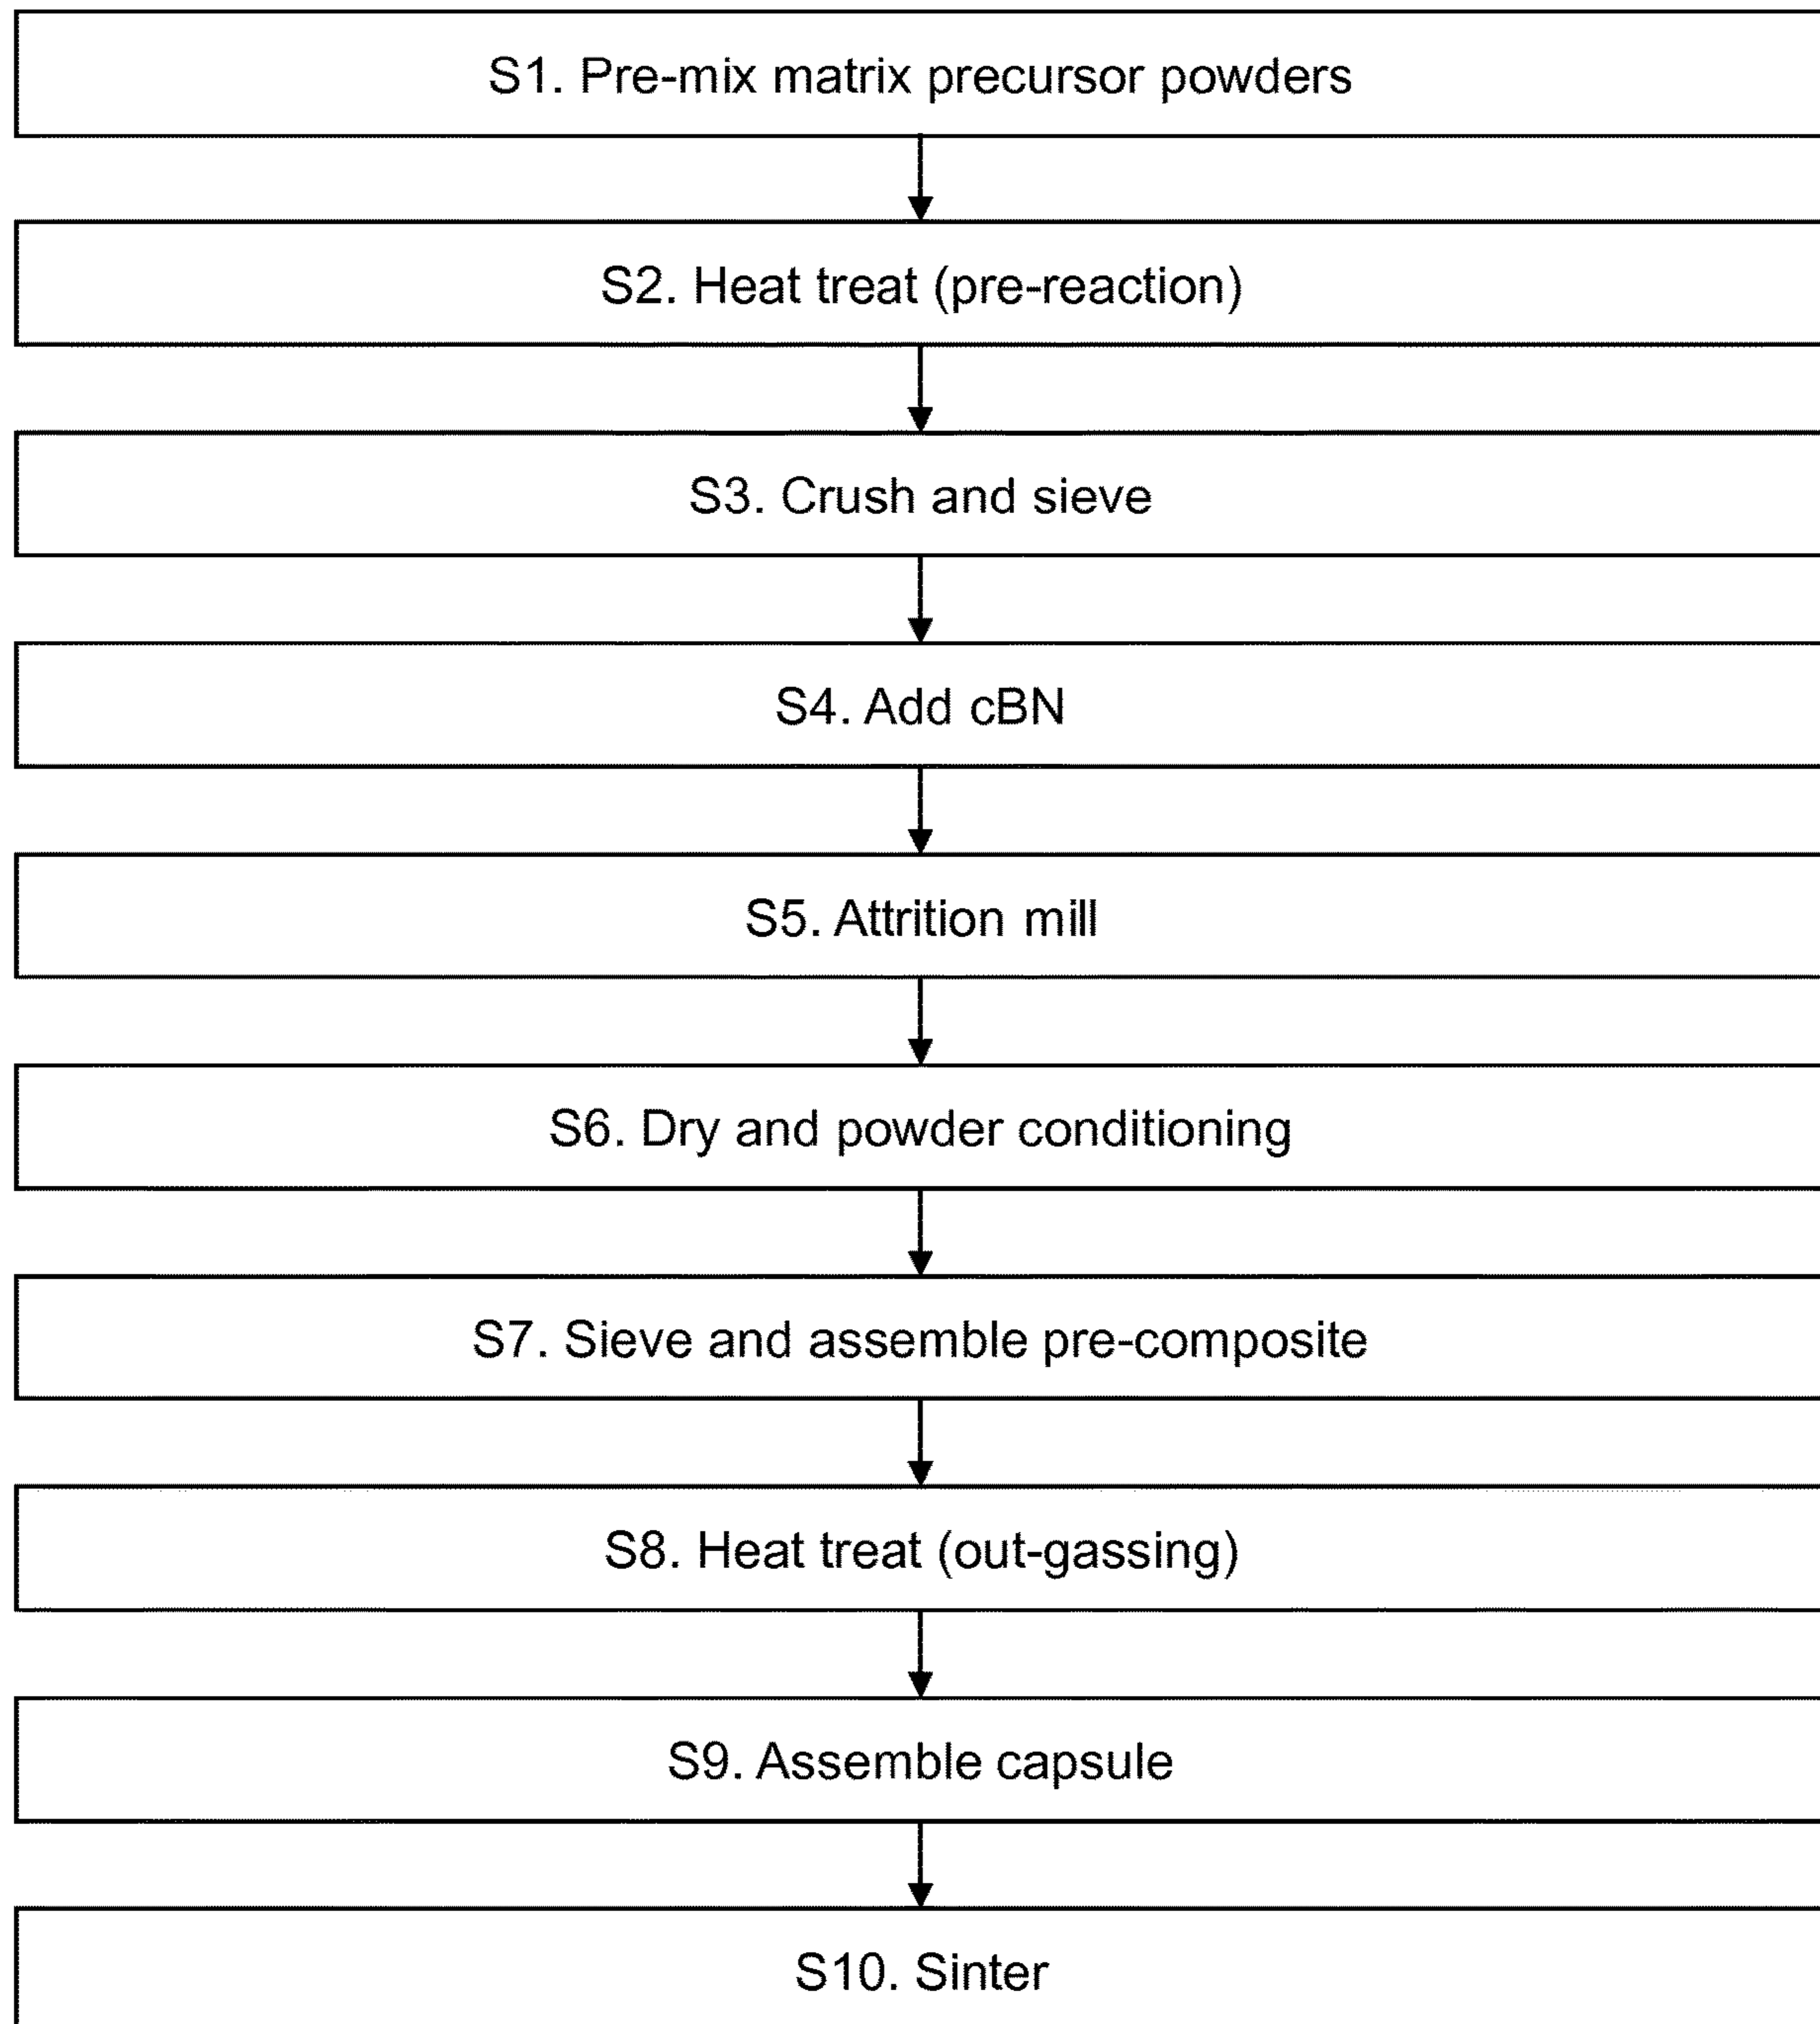 S1. Pre-mix matrix precursor powders
S2. Heat treat (pre-reaction)
S3. Crush and sieve
S4. Add cBN
S5. Attrition mill
S6. Dry and powder conditioning
S7. Sieve and assemble pre-composite
S8. Heat treat (out-gassing)
S9. Assemble capsule
S10. Sinter